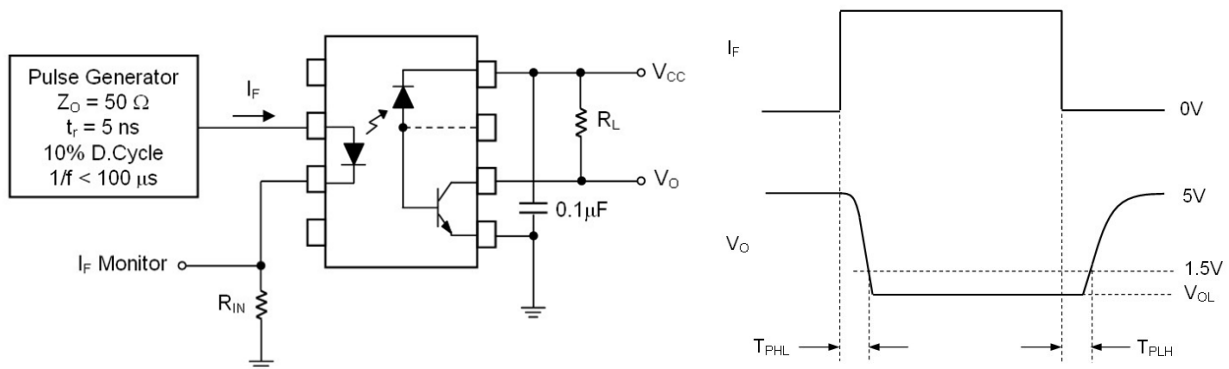 Pulse Generator
Z_O = 50 Ω
t_r = 5 ns
10% D.Cycle
1/f < 100 μs
I_F
I_F Monitor
R_IN
V_CC
R_L
V_O
0.1μF
I_F
0V
5V
V_O
1.5V
V_OL
T_PHL
T_PLH